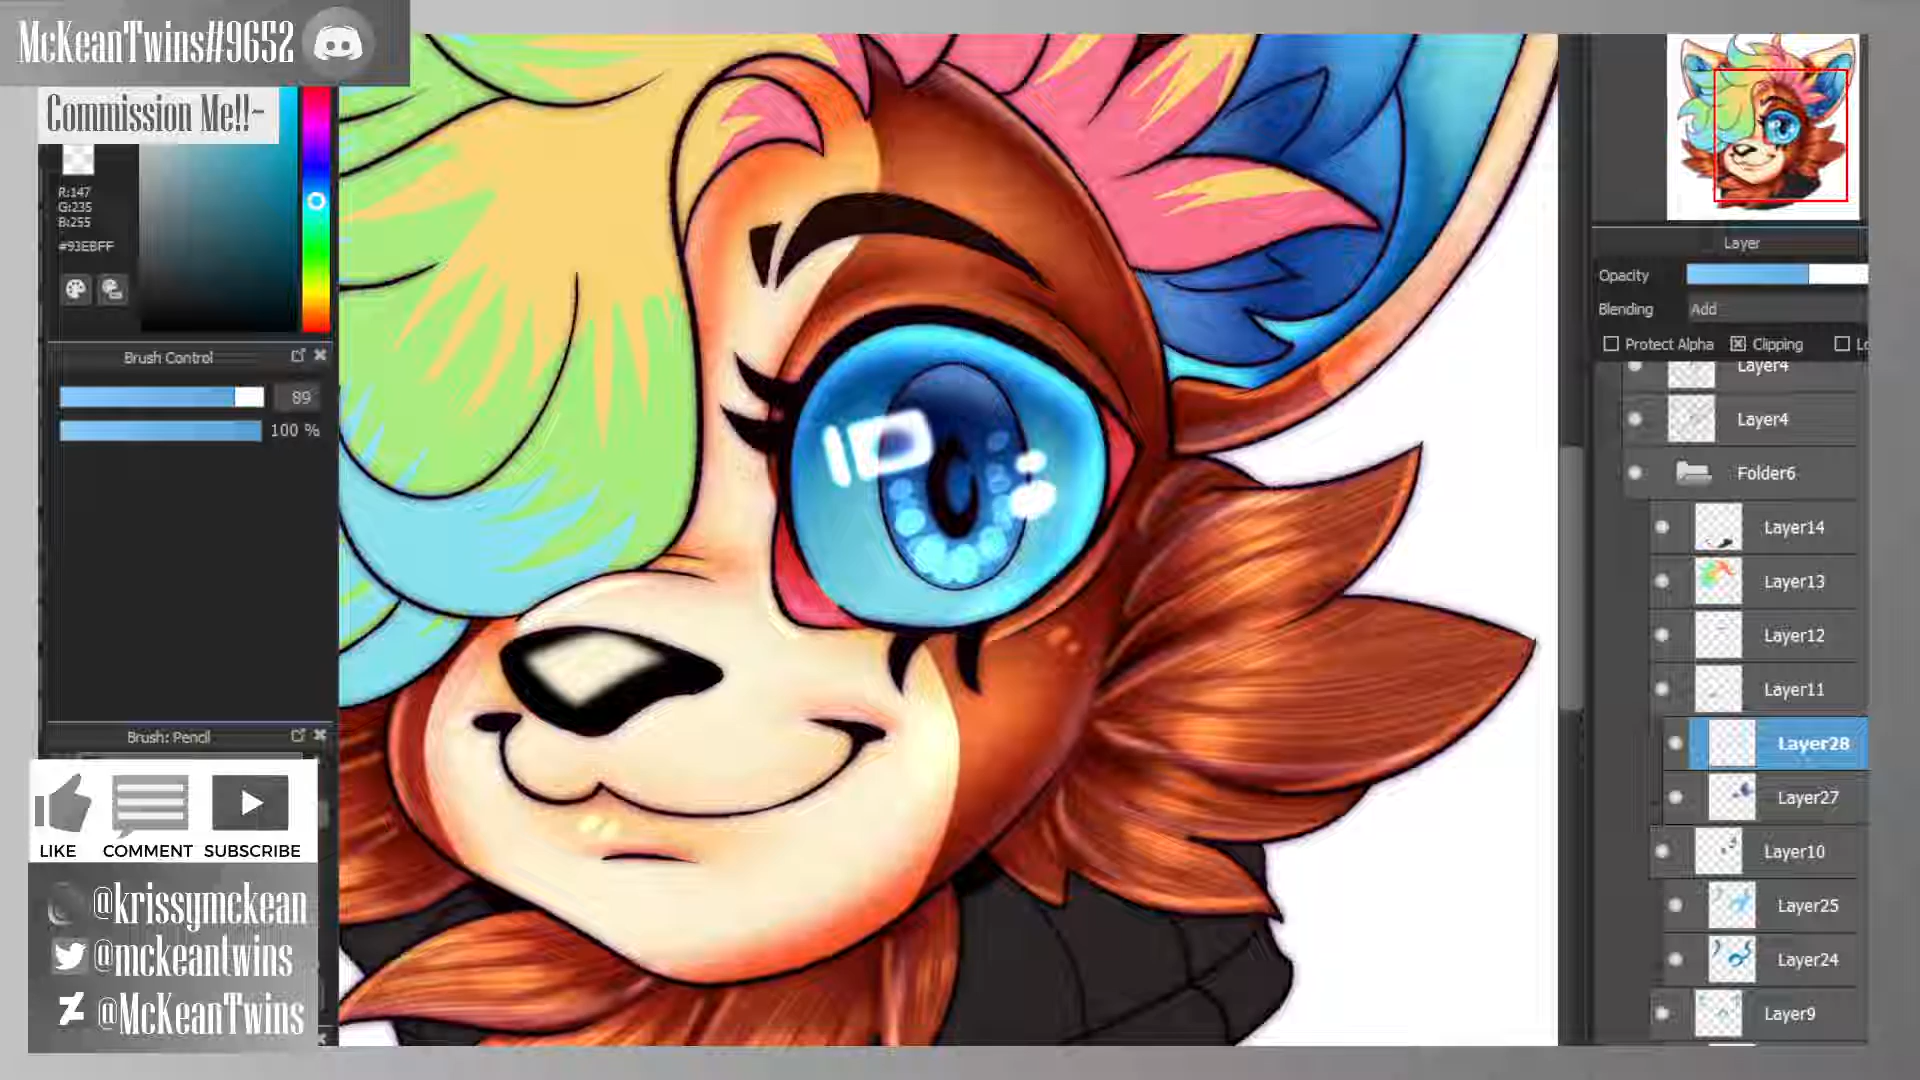 McKeanTwins#9652
Commission Me!!~
R:147
G:235
B:255
#93EBFF
Brush Control
89
100 %
Brush: Pencil
LIKE
COMMENT
SUBSCRIBE
@krissymckean
@mckeantwins
@McKeanTwins
Layer
Opacity
Blending
Add
Protect Alpha
Clipping
Lo
Layer4
Layer4
Folder6
Layer14
Layer13
Layer12
Layer11
Layer28
Layer27
Layer10
Layer25
Layer24
Layer9